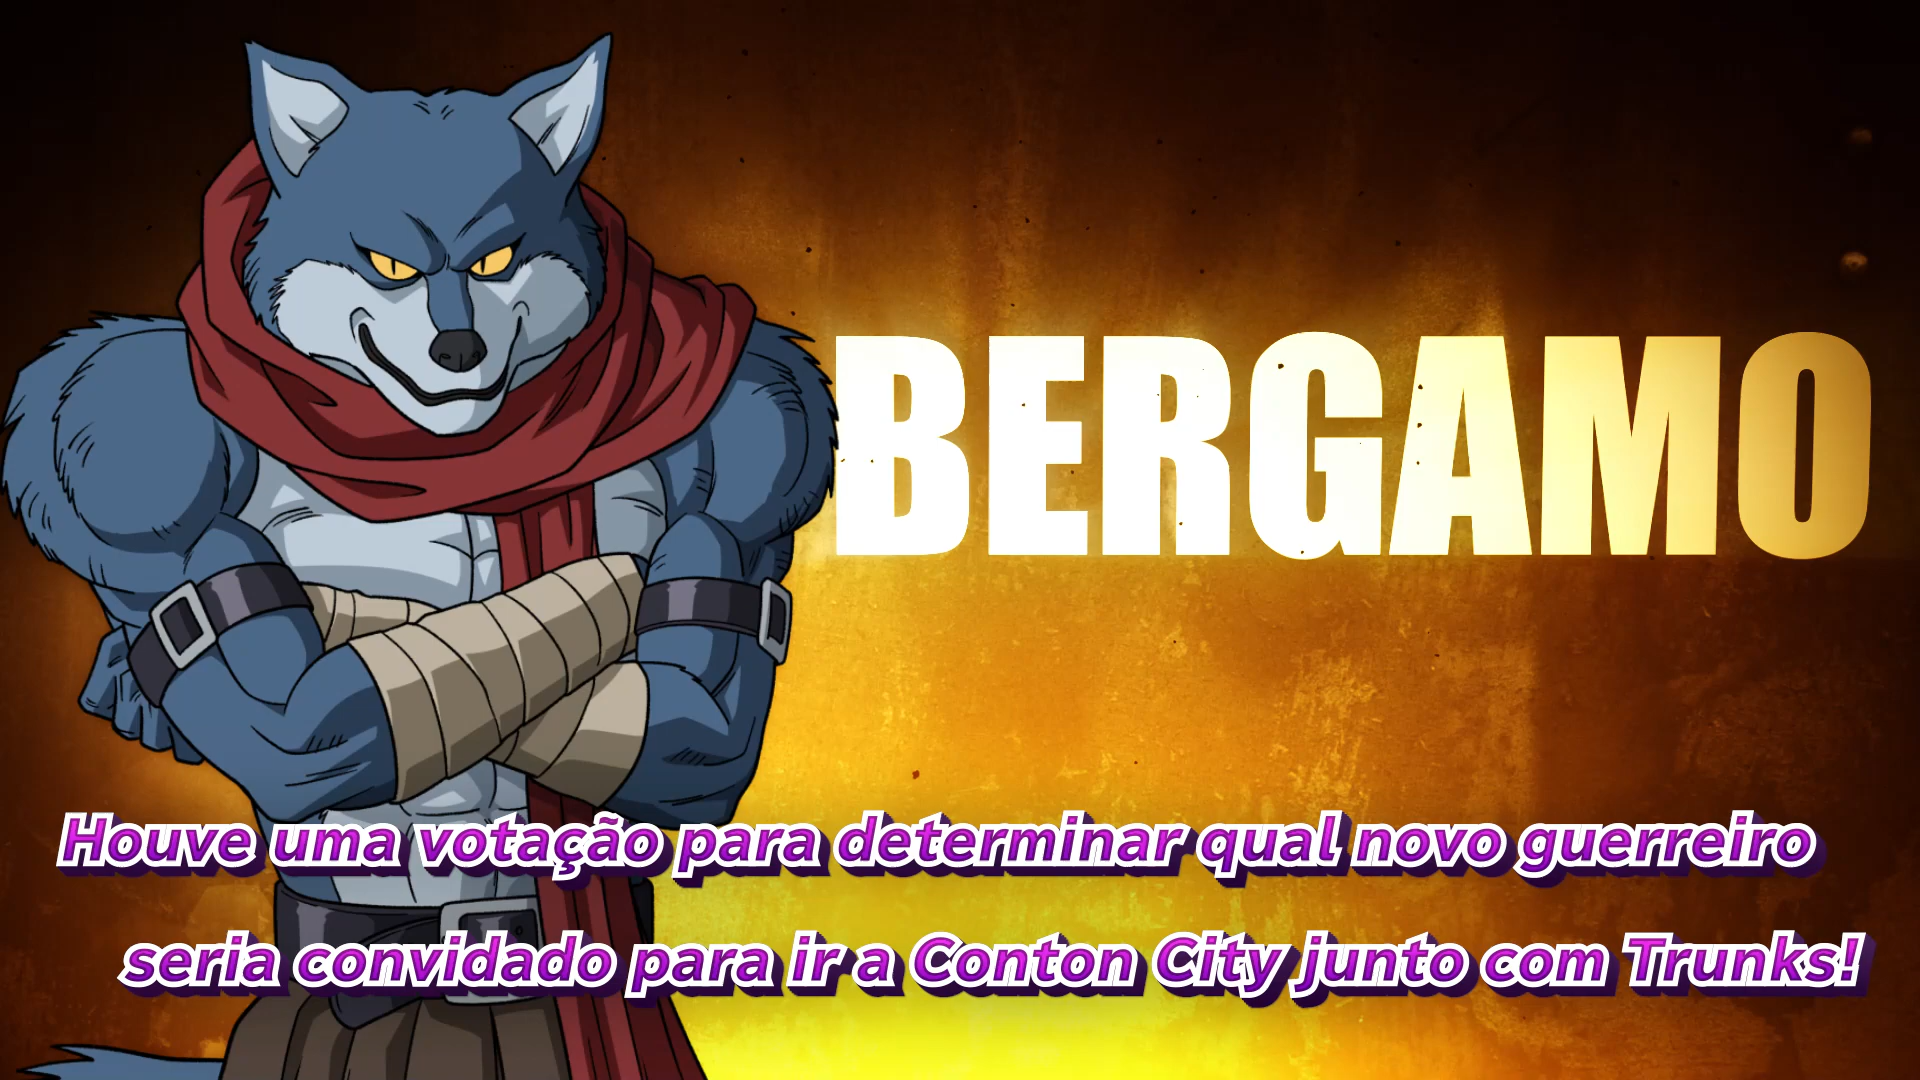 BERGAMO
Houve uma votação para determinar qual novo guerreiro
seria convidado para ir a Conton City junto com Trunks!